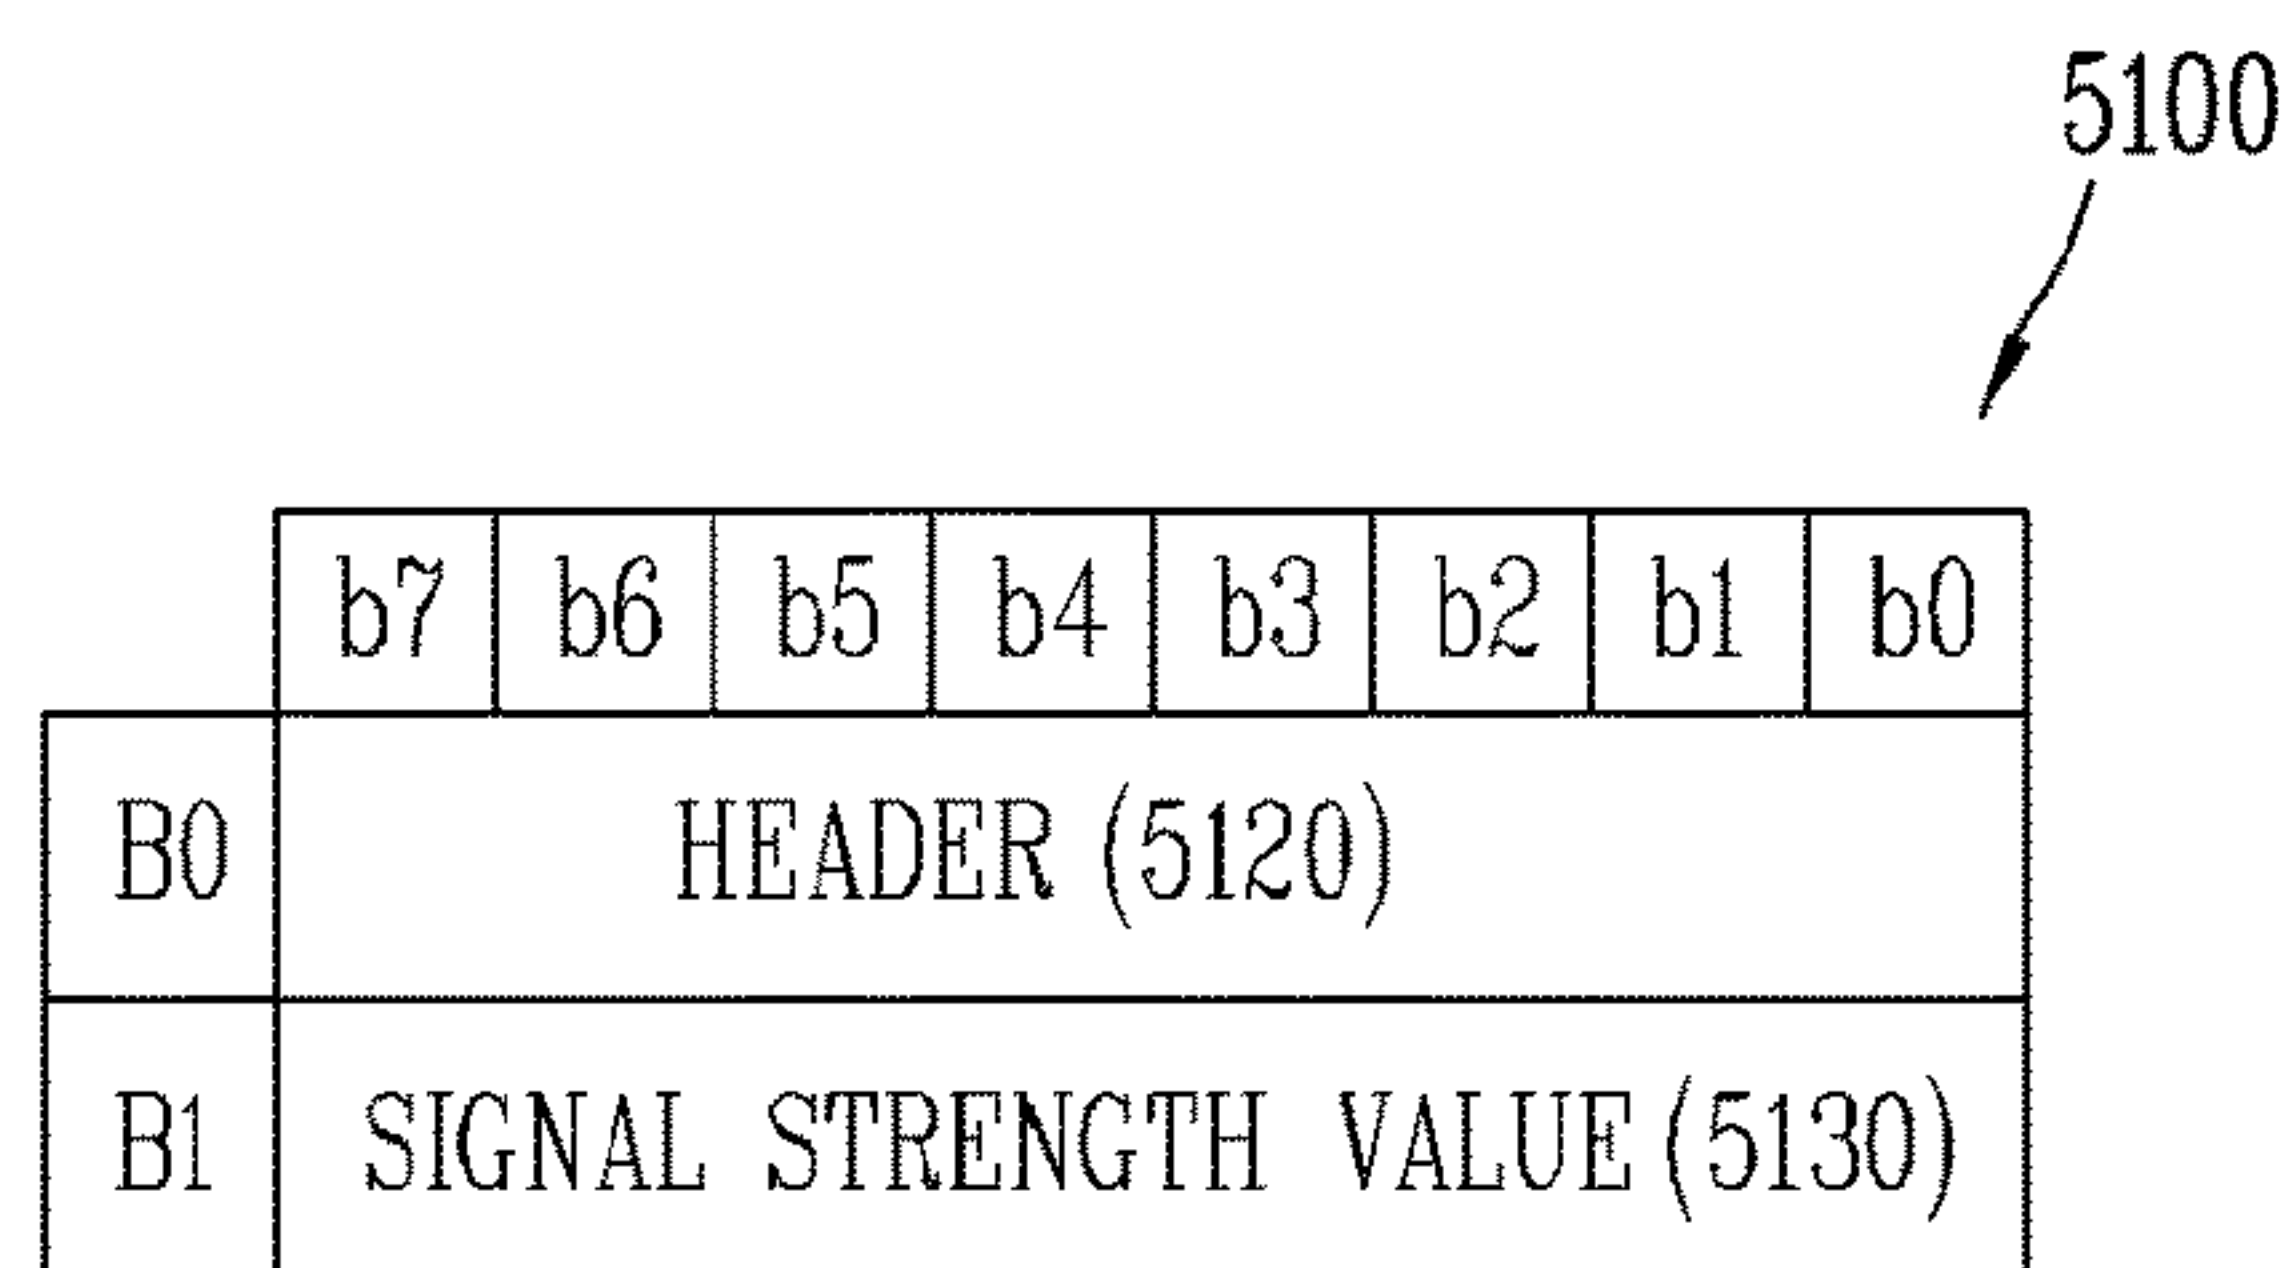 5100
b7 b6 b5 b4 b3 b2 b1 b0
B0 HEADER (5120)
B1 SIGNAL STRENGTH VALUE (5130)